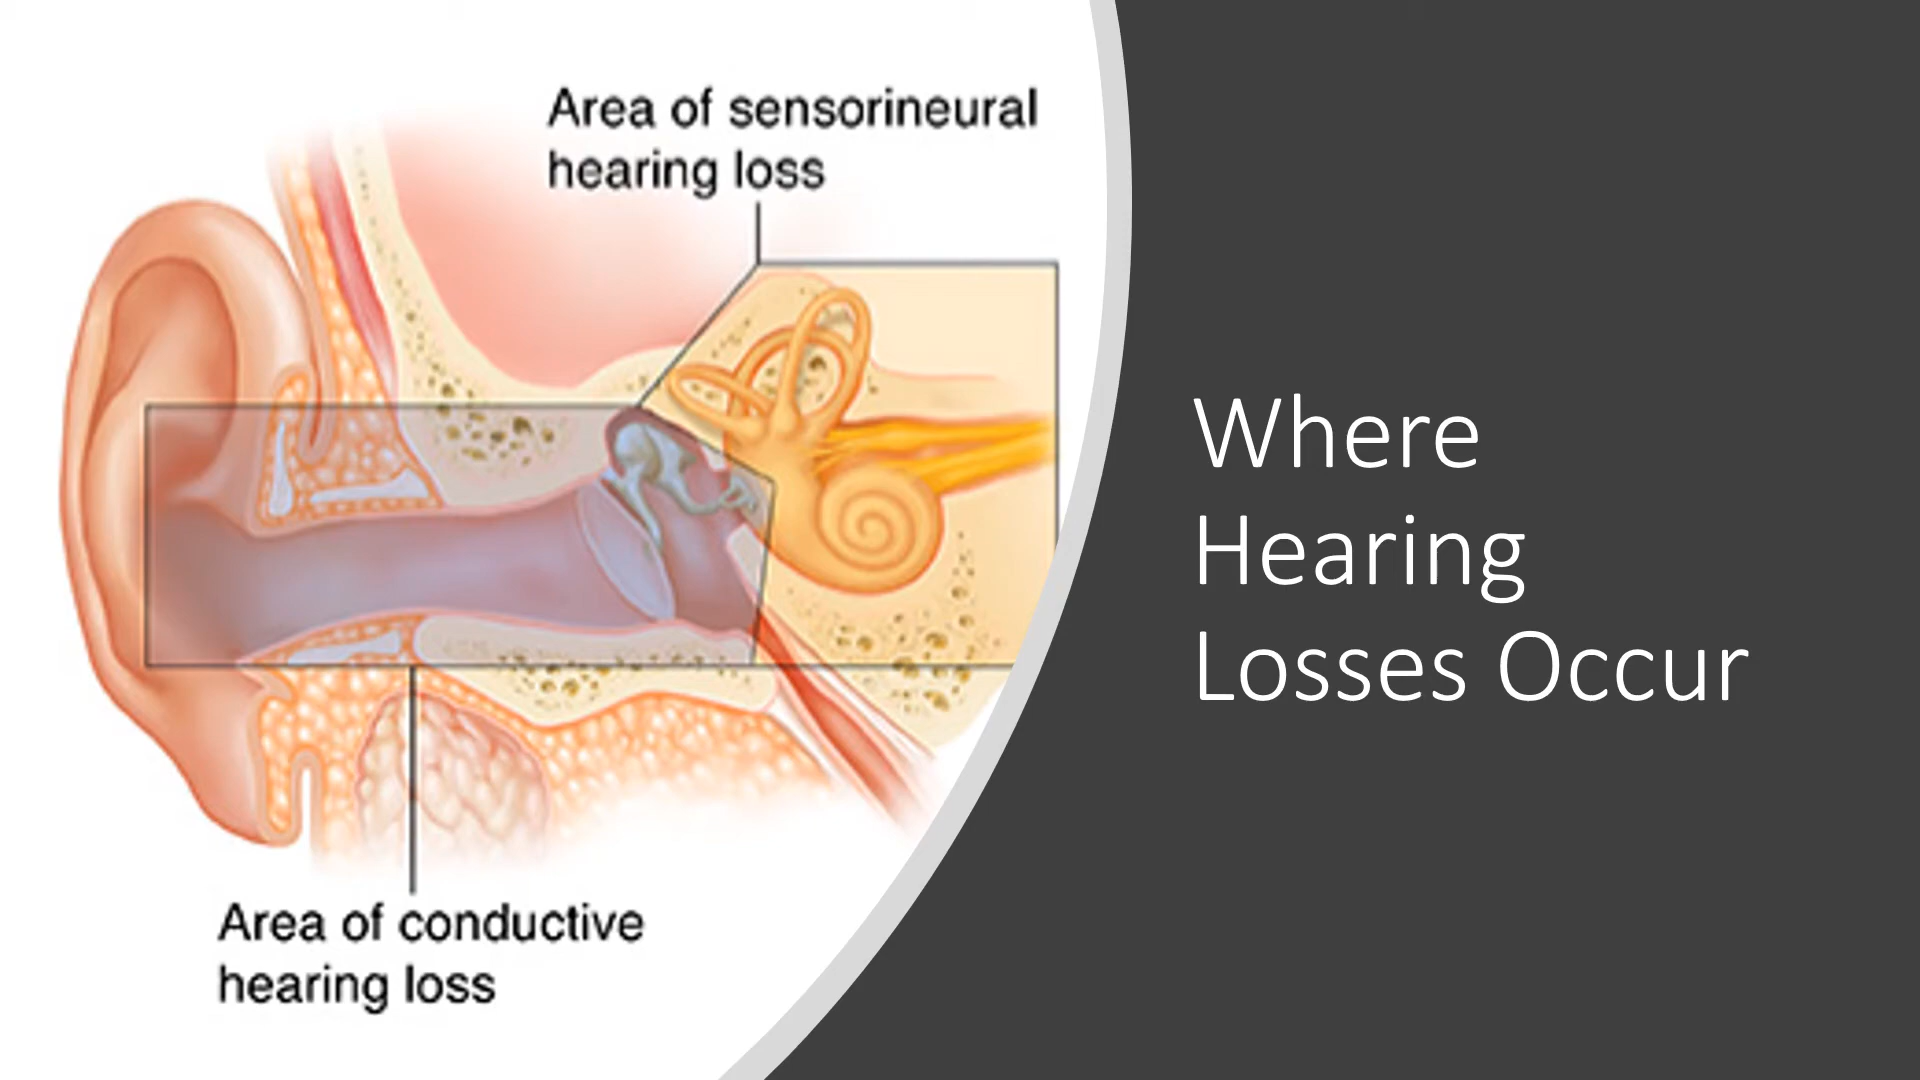 Area of sensorineural
hearing loss
Area of conductive
hearing loss
Where
Hearing
Losses Occur